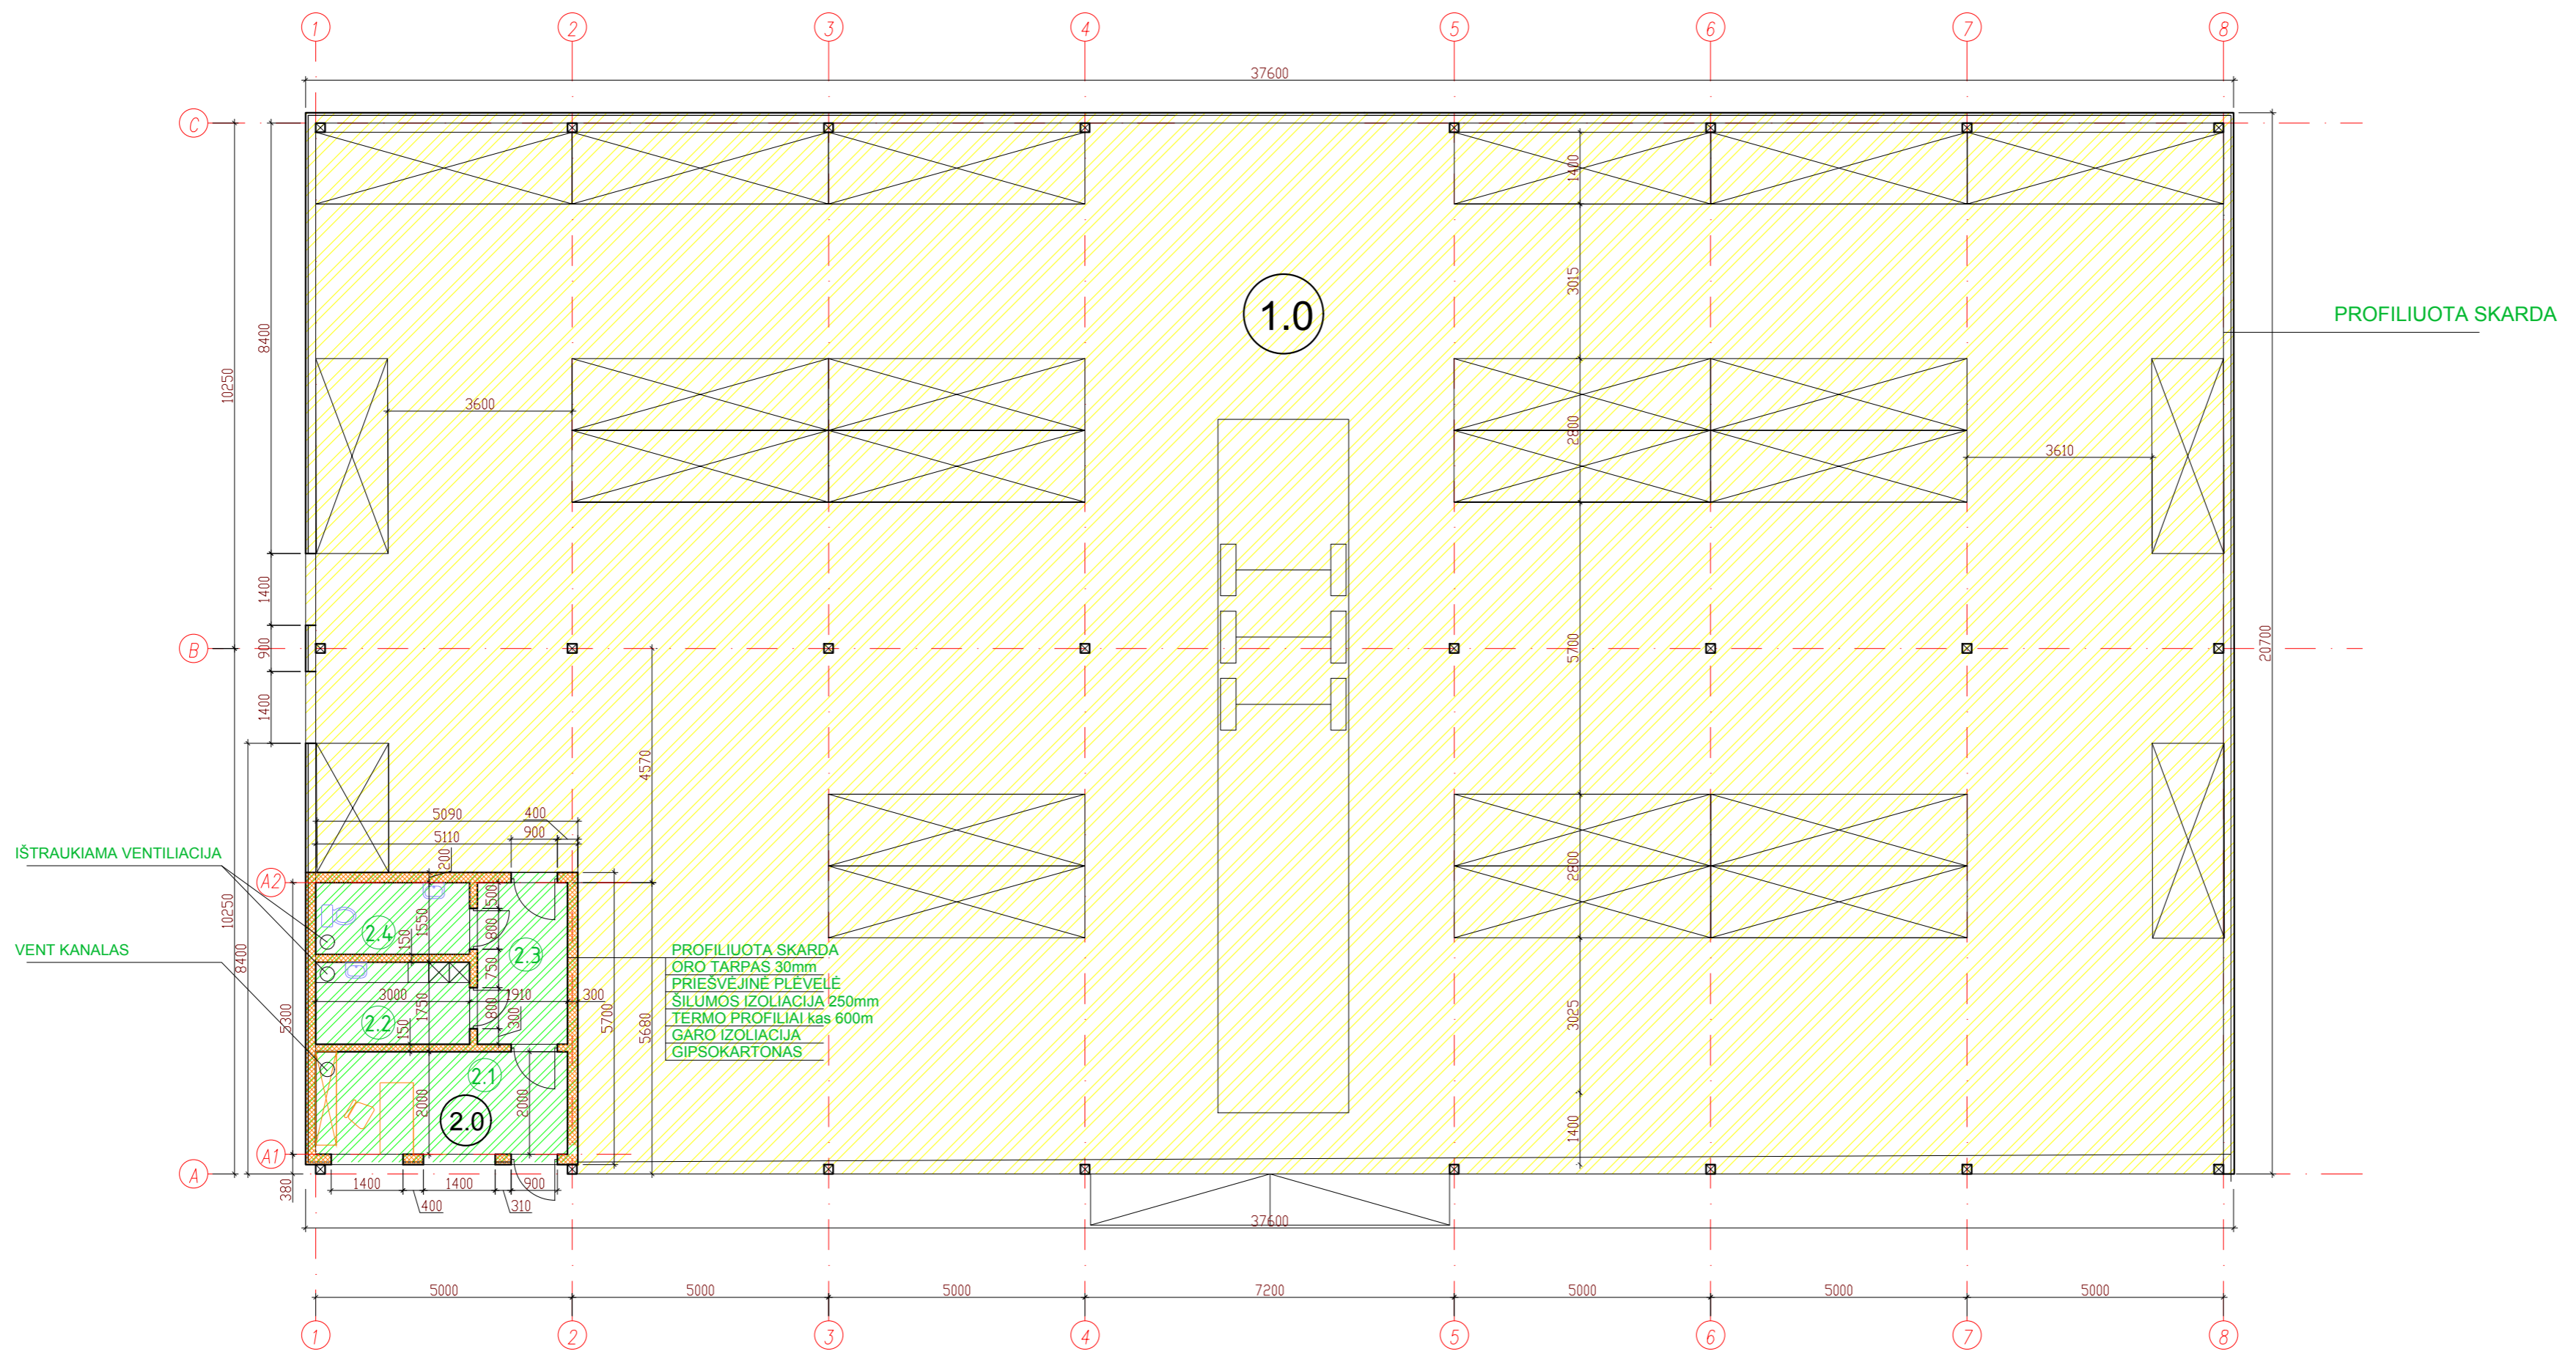 1 2 3 4 5 6 7 8
37600
C
1400
8400
3015
1.0
PROFILIUOTA SKARDA
10250
3600
2800
3610
1400
B
900
5700
20700
1400
4570
5090 400
5110 900
IŠTRAUKIAMA VENTILIACIJA
200
A2
500
2800
10250
1550
800
2.4
150
2.3
VENT KANALAS
8400
PROFILIUOTA SKARDA
ORO TARPAS 30mm
PRIEŠVĖJINĖ PLĖVELĖ
ŠILUMOS IZOLIACIJA 250mm
TERMO PROFILIAI kas 600m
GARO IZOLIACIJA
GIPSOKARTONAS
750
3000 1910 300
1750
800
300
5300
2.2
150
5700
5680
3025
2.1
2000
2000
2.0
1400
A1
A
380
1400 1400 900
400 310
37600
5000 5000 5000 7200 5000 5000 5000
1 2 3 4 5 6 7 8